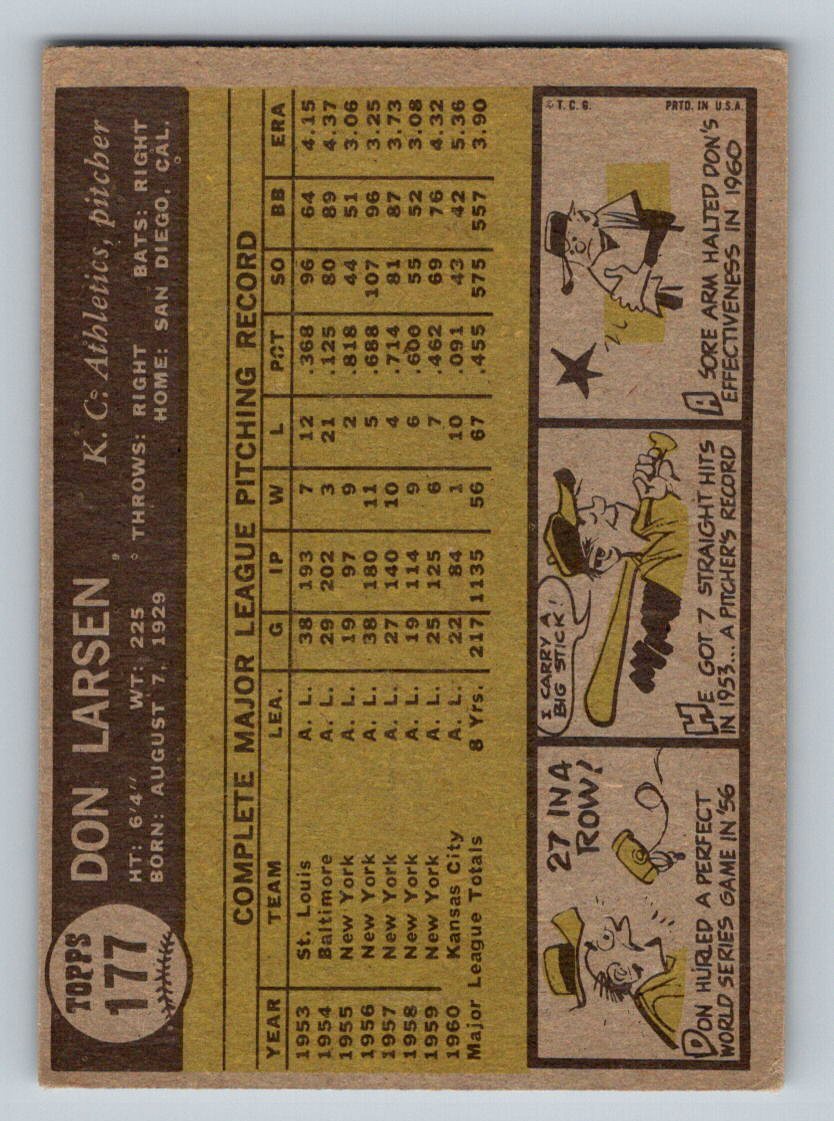 TOPPS
177
DON LARSEN K. C. Athletics, pitcher
HT: 6'4" WT: 225 THROWS: RIGHT BATS: RIGHT
BORN: AUGUST 7, 1929 HOME: SAN DIEGO, CAL.
COMPLETE MAJOR LEAGUE PITCHING RECORD
YEAR TEAM LEA. G IP W L PCT SO BB ERA
1953 St. Louis A. L. 38 193 7 12 .368 96 64 4.15
1954 Baltimore A. L. 29 202 3 21 .125 80 89 4.37
1955 New York A. L. 19 97 9 2 .818 44 51 3.06
1956 New York A. L. 38 180 11 5 .688 107 96 3.25
1957 New York A. L. 27 140 10 4 .714 81 87 3.73
1958 New York A. L. 19 114 9 6 .600 55 52 3.08
1959 New York A. L. 25 125 6 7 .462 69 76 4.32
1960 Kansas City A. L. 22 84 1 10 .091 43 42 5.36
Major League Totals 8 Yrs. 217 1135 56 67 .455 575 557 3.90
27 IN A
ROW!
DON HURLED A PERFECT
WORLD SERIES GAME IN '56
I CARRY A
BIG STICK!
HE GOT 7 STRAIGHT HITS
IN 1953... A PITCHER'S RECORD
© T. C. G. PRTD. IN U.S.A.
A SORE ARM HALTED DON'S
EFFECTIVENESS IN 1960